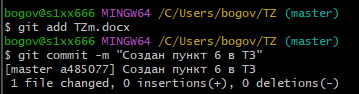 bogov@s1xx666 MINGW64 /C/Users/bogov/TZ (master)
$ git add TZm.docx
bogov@s1xx666 MINGW64 /C/Users/bogov/TZ (master)
$ git commit -m "Создан пункт 6 в ТЗ"
[master a485077] Создан пункт 6 в ТЗ
1 file changed, 0 insertions(+), 0 deletions(-)